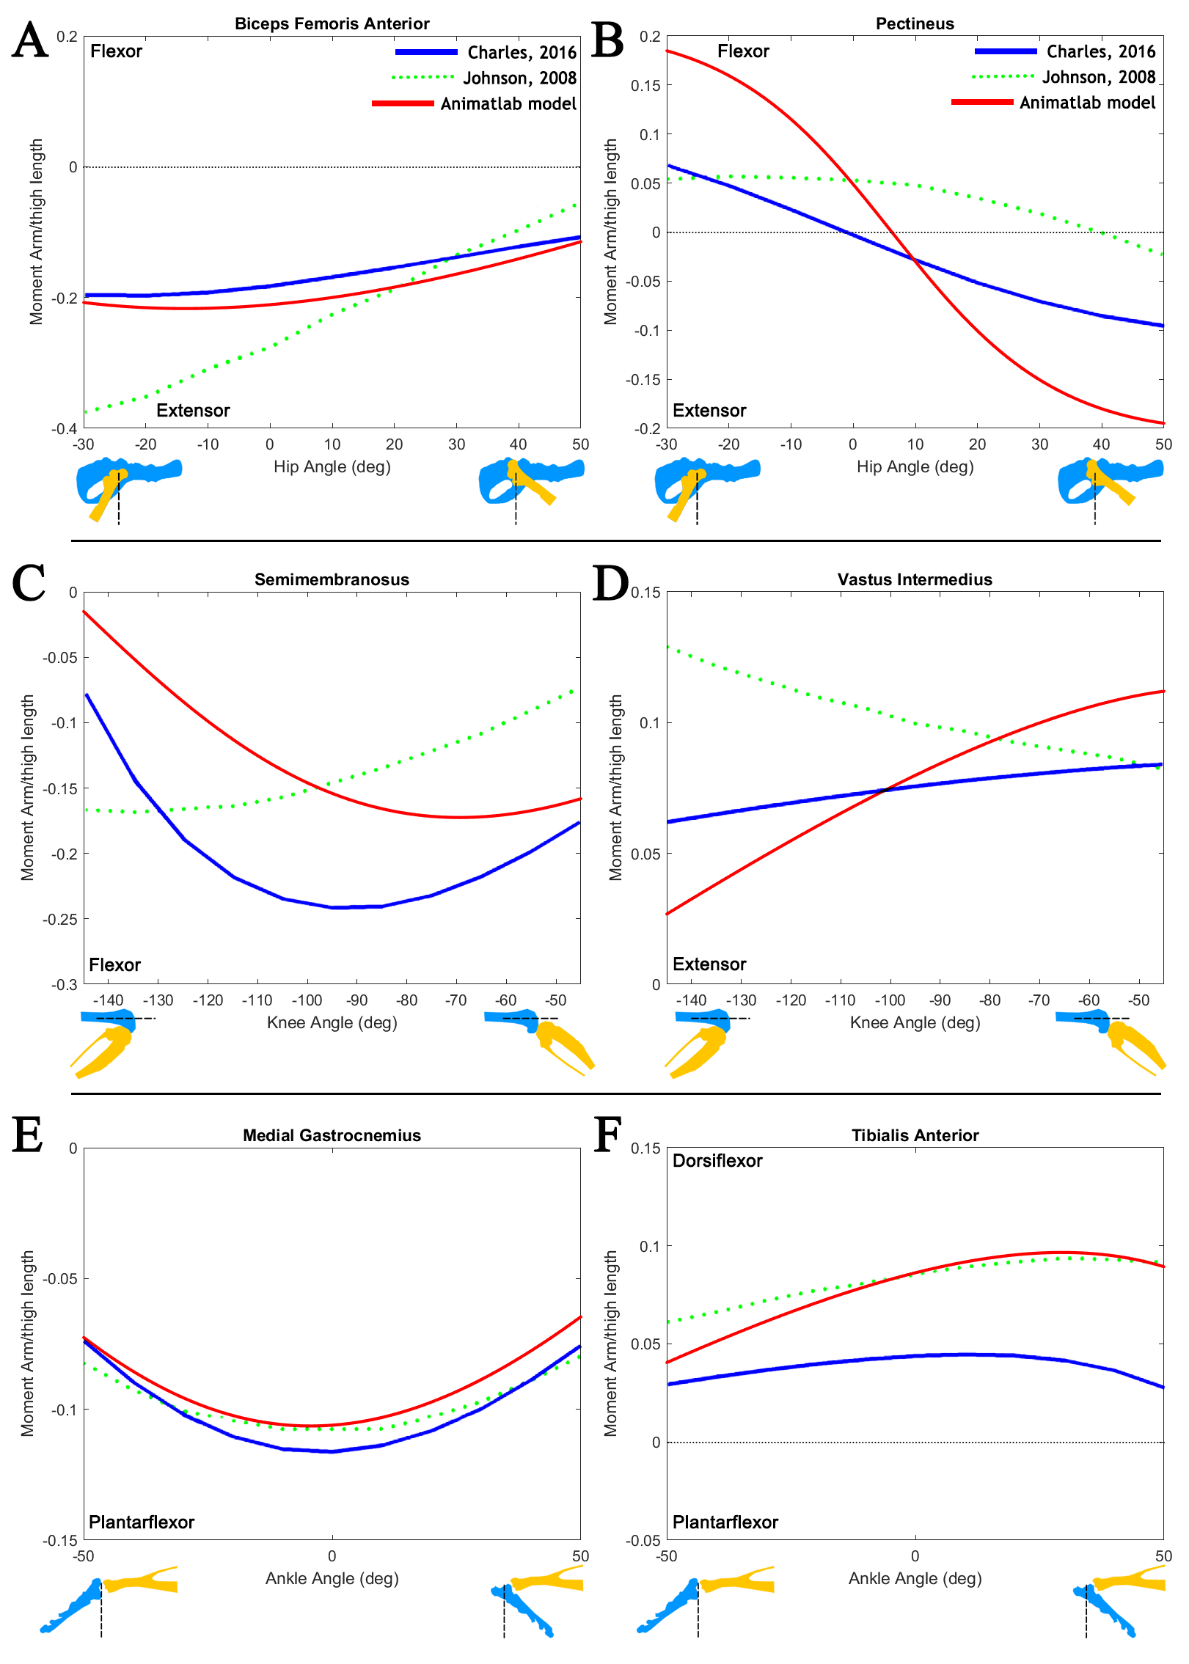 A
Biceps Femoris Anterior
Flexor
Charles, 2016
Johnson, 2008
Animatlab model
0.2
0
-0.2
-0.4
Moment Arm/thigh length
Extensor
-30 -20 -10 0 10 20 30 40 50
Hip Angle (deg)
B
Pectineus
Flexor
Charles, 2016
Johnson, 2008
Animatlab model
0.2
0.15
0.1
0.05
0
-0.05
-0.1
-0.15
-0.2
Moment Arm/thigh length
Extensor
-30 -20 -10 0 10 20 30 40 50
Hip Angle (deg)
C
Semimembranosus
0
-0.05
-0.1
-0.15
-0.2
-0.25
-0.3
Moment Arm/thigh length
Flexor
-140 -130 -120 -110 -100 -90 -80 -70 -60 -50
Knee Angle (deg)
D
Vastus Intermedius
0.15
0.1
0.05
0
Moment Arm/thigh length
Extensor
-140 -130 -120 -110 -100 -90 -80 -70 -60 -50
Knee Angle (deg)
E
Medial Gastrocnemius
0
-0.05
-0.1
-0.15
Moment Arm/thigh length
Plantarflexor
-50 0 50
Ankle Angle (deg)
F
Tibialis Anterior
Dorsiflexor
0.15
0.1
0.05
0
-0.05
Moment Arm/thigh length
Plantarflexor
-50 0 50
Ankle Angle (deg)